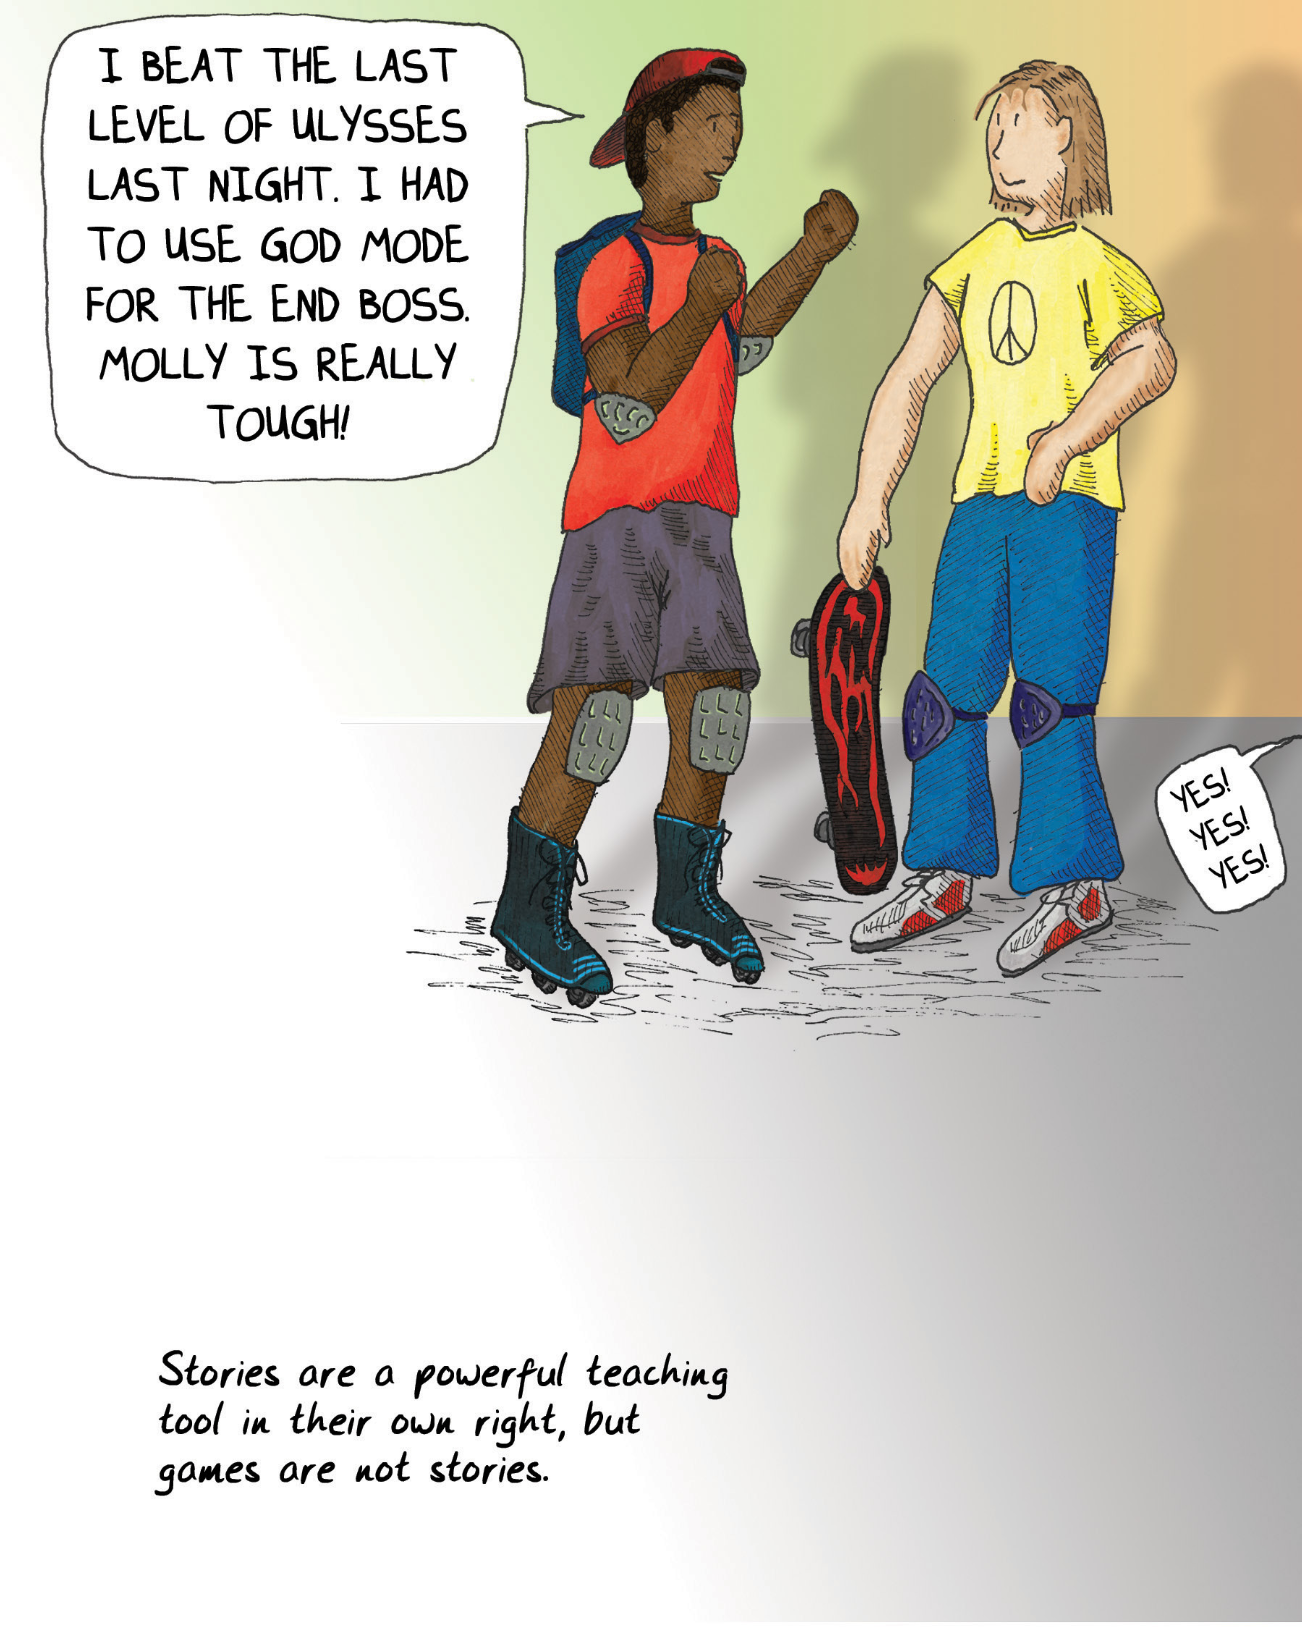 I BEAT THE LAST
LEVEL OF ULYSSES
LAST NIGHT. I HAD
TO USE GOD MODE
FOR THE END BOSS.
MOLLY IS REALLY
TOUGH!
YES!
YES!
YES!
Stories are a powerful teaching
tool in their own right, but
games are not stories.